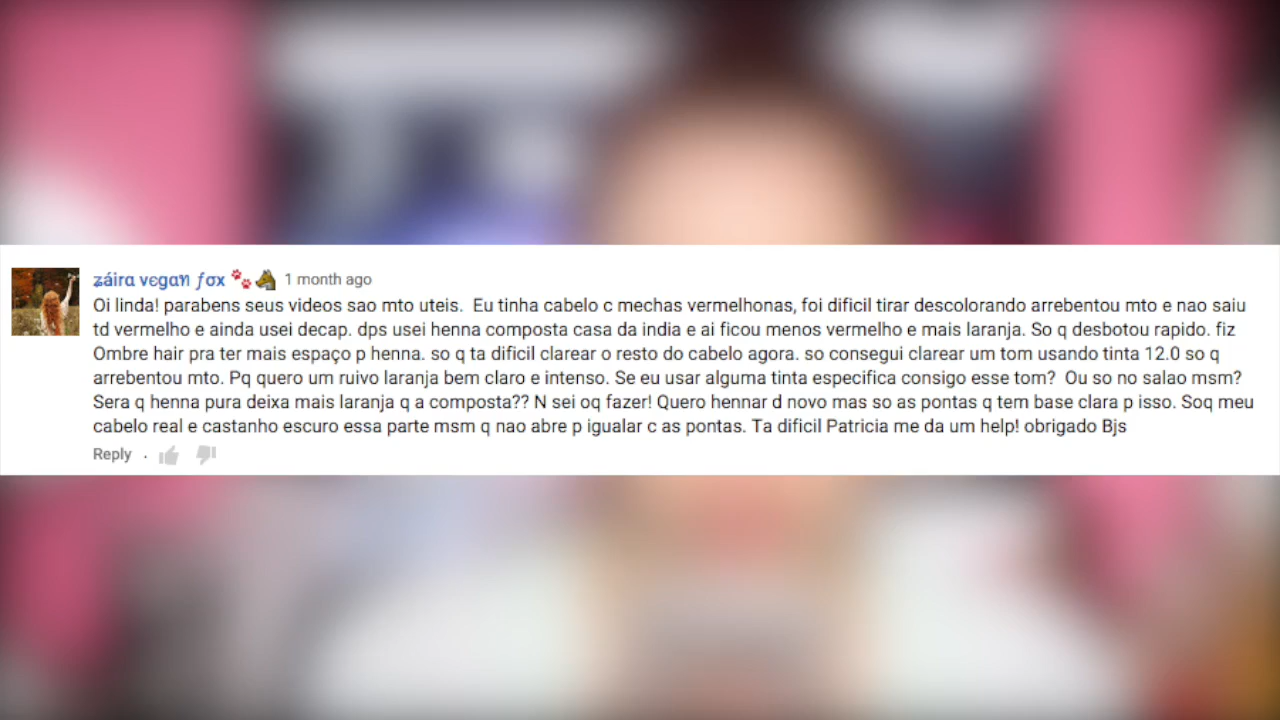 ʑáirα vєgαทʄσx 🐾🐴 1 month ago
Oi linda! parabens seus videos sao mto uteis. Eu tinha cabelo c mechas vermelhonas, foi dificil tirar descolorando arrebentou mto e nao saiu
td vermelho e ainda usei decap. dps usei henna composta casa da india e ai ficou menos vermelho e mais laranja. So q desbotou rapido. fiz
Ombre hair pra ter mais espaço p henna. so q ta dificil clarear o resto do cabelo agora. so consegui clarear um tom usando tinta 12.0 so q
arrebentou mto. Pq quero um ruivo laranja bem claro e intenso. Se eu usar alguma tinta especifica consigo esse tom? Ou so no salao msm?
Sera q henna pura deixa mais laranja q a composta?? N sei oq fazer! Quero hennar d novo mas so as pontas q tem base clara p isso. Soq meu
cabelo real e castanho escuro essa parte msm q nao abre p igualar c as pontas. Ta dificil Patricia me da um help! obrigado Bjs
Reply .